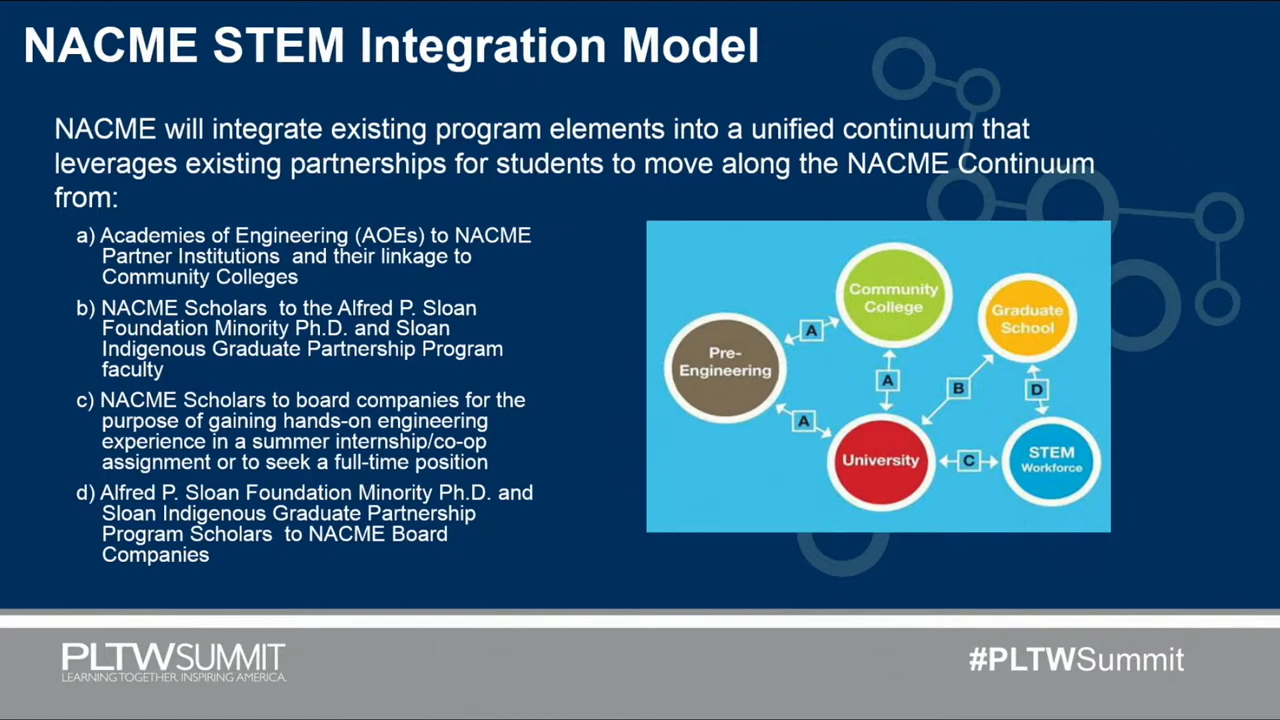 NACME STEM Integration Model
NACME will integrate existing program elements into a unified continuum that
leverages existing partnerships for students to move along the NACME Continuum
from:
a) Academies of Engineering (AOEs) to NACME
Partner Institutions and their linkage to
Community Colleges
b) NACME Scholars to the Alfred P. Sloan
Foundation Minority Ph.D. and Sloan
Indigenous Graduate Partnership Program
faculty
c) NACME Scholars to board companies for the
purpose of gaining hands-on engineering
experience in a summer internship/co-op
assignment or to seek a full-time position
d) Alfred P. Sloan Foundation Minority Ph.D. and
Sloan Indigenous Graduate Partnership
Program Scholars to NACME Board
Companies
Community
College
Graduate
School
A
Pre-
Engineering
A
B
D
A
University
C
STEM
Workforce
PLTWSUMMIT
LEARNING TOGETHER. INSPIRING AMERICA.
#PLTWSummit